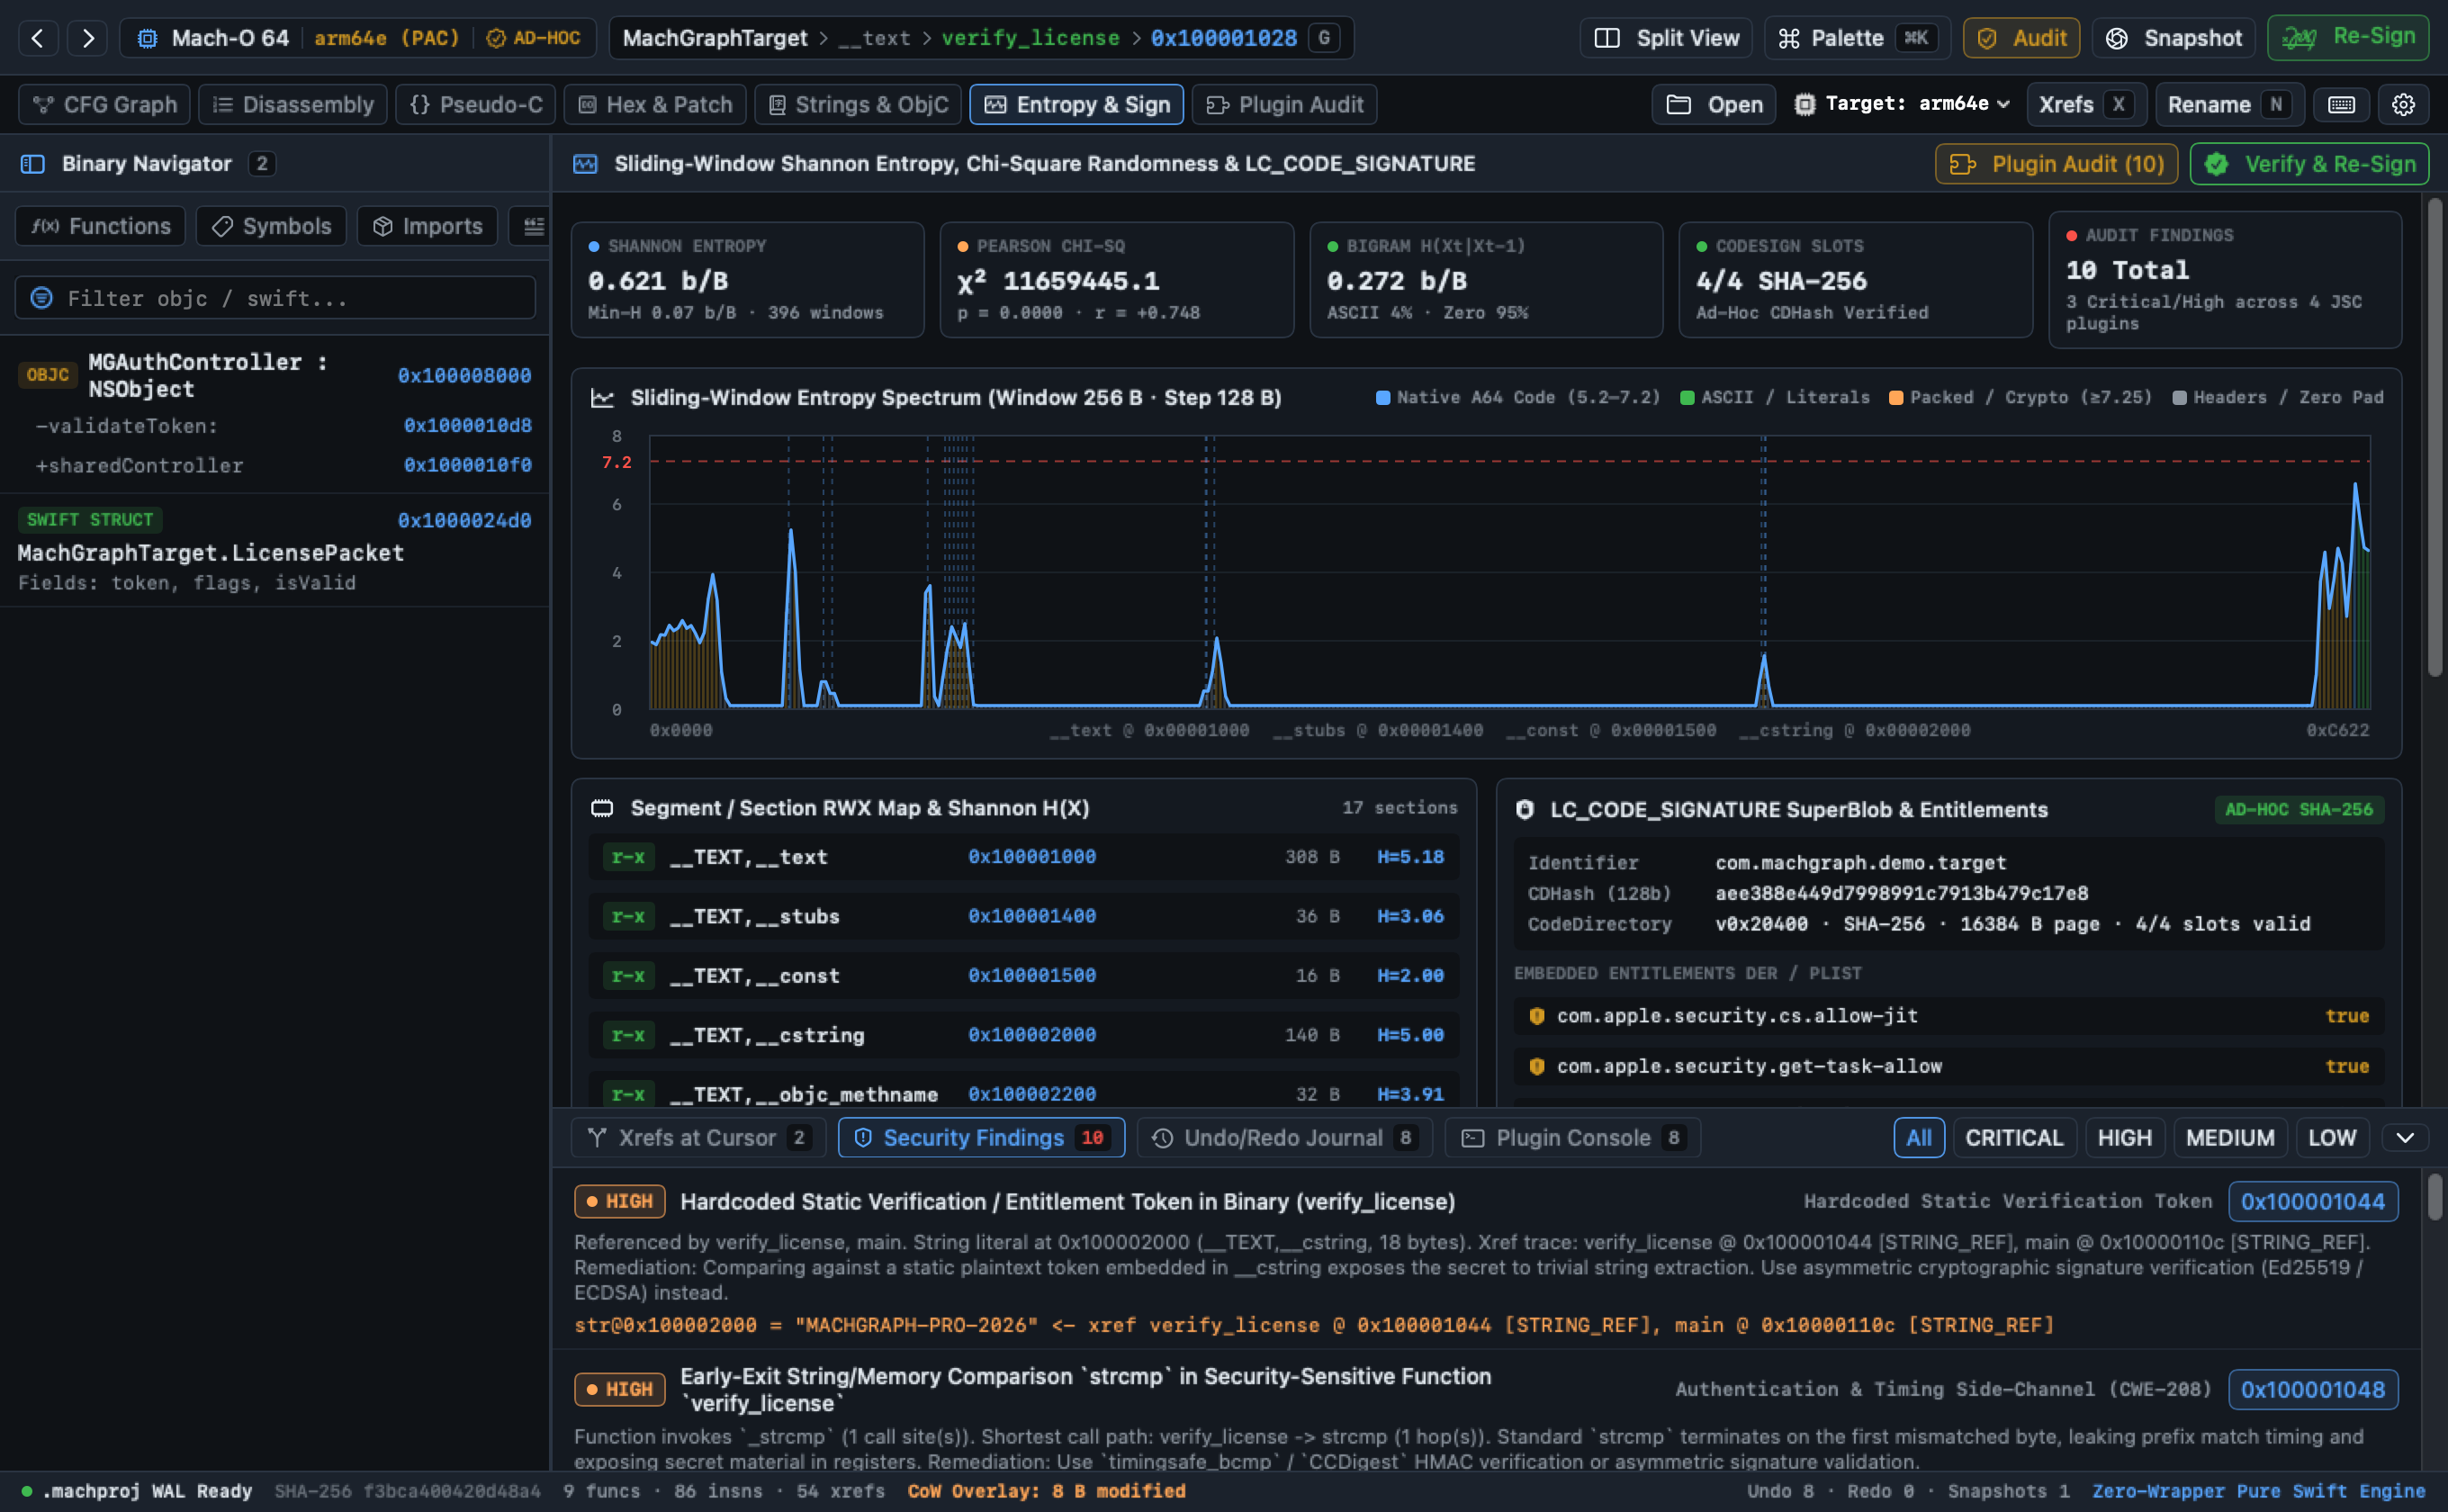 Mach-O 64 arm64e (PAC) AD-HOC MachGraphTarget > __text > verify_license > 0x100001028 G Split View Palette ⌘K Audit Snapshot Re-Sign
CFG Graph Disassembly {} Pseudo-C Hex & Patch Strings & ObjC Entropy & Sign Plugin Audit Open Target: arm64e Xrefs X Rename N
Binary Navigator 2
f(x) Functions Symbols Imports
Filter objc / swift...
OBJC MGAuthController : NSObject 0x100008000
-validateToken: 0x1000010d8
+sharedController 0x1000010f0
SWIFT STRUCT 0x1000024d0
MachGraphTarget.LicensePacket
Fields: token, flags, isValid
Sliding-Window Shannon Entropy, Chi-Square Randomness & LC_CODE_SIGNATURE Plugin Audit (10) Verify & Re-Sign
SHANNON ENTROPY
0.621 b/B
Min-H 0.07 b/B · 396 windows
PEARSON CHI-SQ
χ² 11659445.1
p = 0.0000 · r = +0.748
BIGRAM H(Xt|Xt-1)
0.272 b/B
ASCII 4% · Zero 95%
CODESIGN SLOTS
4/4 SHA-256
Ad-Hoc CDHash Verified
AUDIT FINDINGS
10 Total
3 Critical/High across 4 JSC
plugins
Sliding-Window Entropy Spectrum (Window 256 B · Step 128 B) Native A64 Code (5.2–7.2) ASCII / Literals Packed / Crypto (≥7.25) Headers / Zero Pad
8
7.2
6
4
2
0
0x0000 __text @ 0x00001000 __stubs @ 0x00001400 __const @ 0x00001500 __cstring @ 0x00002000 0xC622
Segment / Section RWX Map & Shannon H(X) 17 sections
r-x __TEXT,__text 0x100001000 308 B H=5.18
r-x __TEXT,__stubs 0x100001400 36 B H=3.06
r-x __TEXT,__const 0x100001500 16 B H=2.00
r-x __TEXT,__cstring 0x100002000 140 B H=5.00
r-x __TEXT,__objc_methname 0x100002200 32 B H=3.91
LC_CODE_SIGNATURE SuperBlob & Entitlements AD-HOC SHA-256
Identifier com.machgraph.demo.target
CDHash (128b) aee388e449d7998991c7913b479c17e8
CodeDirectory v0x20400 · SHA-256 · 16384 B page · 4/4 slots valid
EMBEDDED ENTITLEMENTS DER / PLIST
com.apple.security.cs.allow-jit true
com.apple.security.get-task-allow true
Xrefs at Cursor 2 Security Findings 10 Undo/Redo Journal 8 Plugin Console 8 All CRITICAL HIGH MEDIUM LOW
HIGH Hardcoded Static Verification / Entitlement Token in Binary (verify_license) Hardcoded Static Verification Token 0x100001044
Referenced by verify_license, main. String literal at 0x100002000 (__TEXT,__cstring, 18 bytes). Xref trace: verify_license @ 0x100001044 [STRING_REF], main @ 0x10000110c [STRING_REF].
Remediation: Comparing against a static plaintext token embedded in __cstring exposes the secret to trivial string extraction. Use asymmetric cryptographic signature verification (Ed25519 /
ECDSA) instead.
str@0x100002000 = "MACHGRAPH-PRO-2026" <- xref verify_license @ 0x100001044 [STRING_REF], main @ 0x10000110c [STRING_REF]
HIGH Early-Exit String/Memory Comparison `strcmp` in Security-Sensitive Function
`verify_license` Authentication & Timing Side-Channel (CWE-208) 0x100001048
Function invokes `_strcmp` (1 call site(s)). Shortest call path: verify_license -> strcmp (1 hop(s)). Standard `strcmp` terminates on the first mismatched byte, leaking prefix match timing and
exposing secret material in registers. Remediation: Use `timingsafe_bcmp` / `CCDigest` HMAC verification or asymmetric signature validation.
.machproj WAL Ready SHA-256 f3bca400420d48a4 9 funcs · 86 insns · 54 xrefs CoW Overlay: 8 B modified Undo 8 · Redo 0 · Snapshots 1 Zero-Wrapper Pure Swift Engine